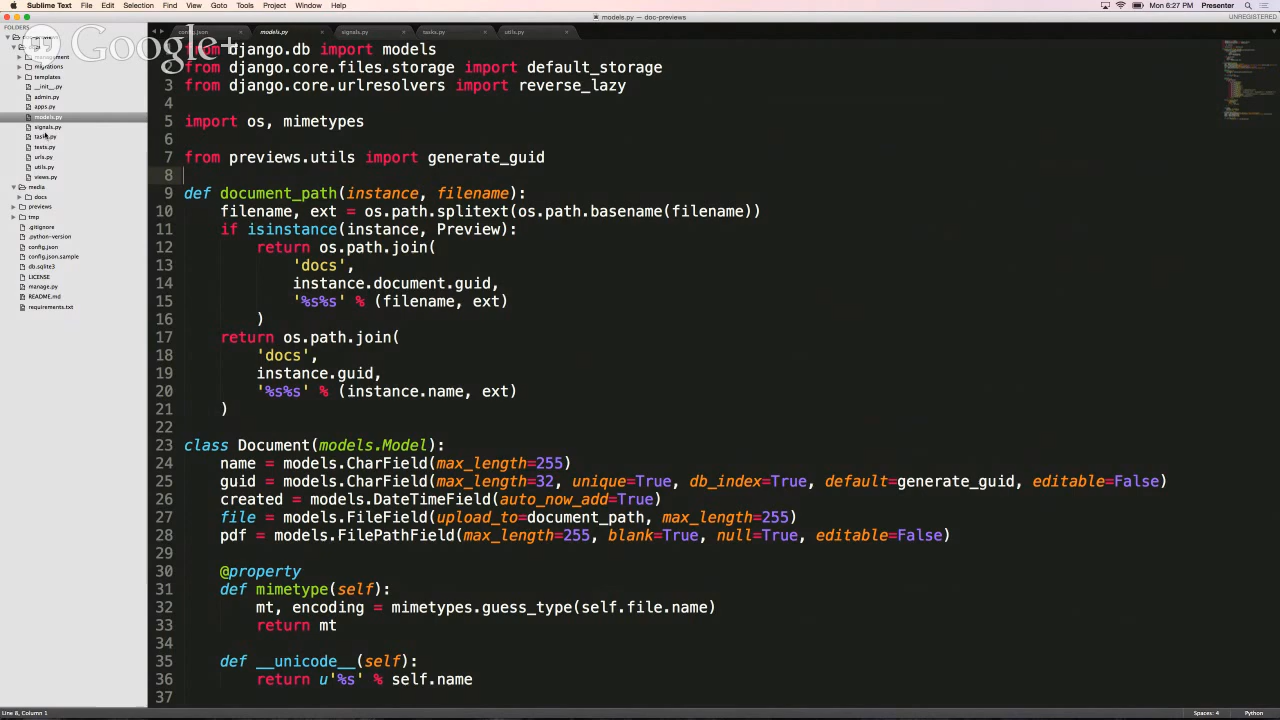 Sublime Text File Edit Selection Find View Goto Tools Project Window Help Mon 6:27 PM Presenter
models.py — doc-previews UNREGISTERED
FOLDERS
config.json models.py signals.py tasks.py utils.py
Google+
management
migrations
templates
__init__.py
admin.py
apps.py
models.py
signals.py
tasks.py
tests.py
urls.py
utils.py
views.py
media
docs
previews
tmp
.gitignore
.python-version
config.json
config.json.sample
db.sqlite3
LICENSE
manage.py
README.md
requirements.txt
1 from django.db import models
2 from django.core.files.storage import default_storage
3 from django.core.urlresolvers import reverse_lazy
4
5 import os, mimetypes
6
7 from previews.utils import generate_guid
8
9 def document_path(instance, filename):
10 filename, ext = os.path.splitext(os.path.basename(filename))
11 if isinstance(instance, Preview):
12 return os.path.join(
13 'docs',
14 instance.document.guid,
15 '%s%s' % (filename, ext)
16 )
17 return os.path.join(
18 'docs',
19 instance.guid,
20 '%s%s' % (instance.name, ext)
21 )
22
23 class Document(models.Model):
24 name = models.CharField(max_length=255)
25 guid = models.CharField(max_length=32, unique=True, db_index=True, default=generate_guid, editable=False)
26 created = models.DateTimeField(auto_now_add=True)
27 file = models.FileField(upload_to=document_path, max_length=255)
28 pdf = models.FilePathField(max_length=255, blank=True, null=True, editable=False)
29
30 @property
31 def mimetype(self):
32 mt, encoding = mimetypes.guess_type(self.file.name)
33 return mt
34
35 def __unicode__(self):
36 return u'%s' % self.name
37
Line 8, Column 1 Spaces: 4 Python